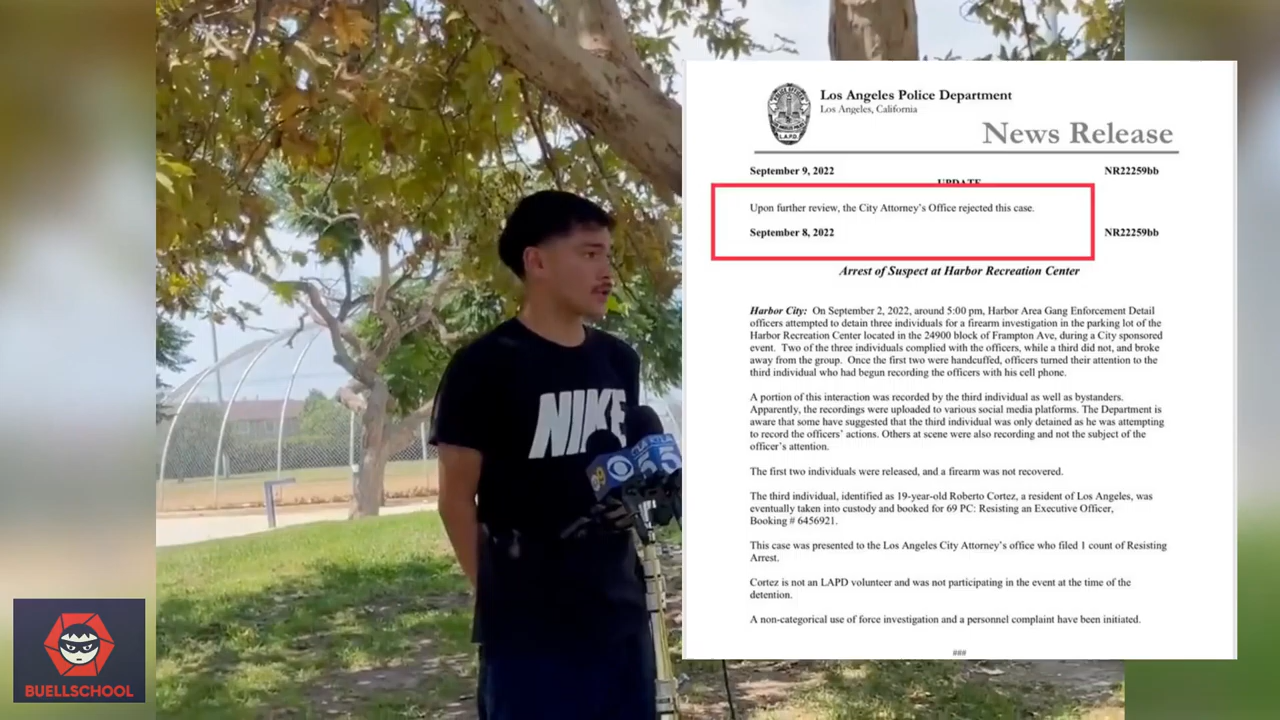 Los Angeles Police Department
Los Angeles, California
News Release
September 9, 2022 NR22259bb
UPDATE
Upon further review, the City Attorney's Office rejected this case.
September 8, 2022 NR22259bb
Arrest of Suspect at Harbor Recreation Center
Harbor City: On September 2, 2022, around 5:00 pm, Harbor Area Gang Enforcement Detail
officers attempted to detain three individuals for a firearm investigation in the parking lot of the
Harbor Recreation Center located in the 24900 block of Frampton Ave, during a City sponsored
event. Two of the three individuals complied with the officers, while a third did not, and broke
away from the group. Once the first two were handcuffed, officers turned their attention to the
third individual who had begun recording the officers with his cell phone.
A portion of this interaction was recorded by the third individual as well as bystanders.
Apparently, the recordings were uploaded to various social media platforms. The Department is
aware that some have suggested that the third individual was only detained as he was attempting
to record the officers' actions. Others at scene were also recording and not the subject of the
officer's attention.
The first two individuals were released, and a firearm was not recovered.
The third individual, identified as 19-year-old Roberto Cortez, a resident of Los Angeles, was
eventually taken into custody and booked for 69 PC: Resisting an Executive Officer,
Booking # 6456921.
This case was presented to the Los Angeles City Attorney's office who filed 1 count of Resisting
Arrest.
Cortez is not an LAPD volunteer and was not participating in the event at the time of the
detention.
A non-categorical use of force investigation and a personnel complaint have been initiated.
###
NIKE
BUELLSCHOOL